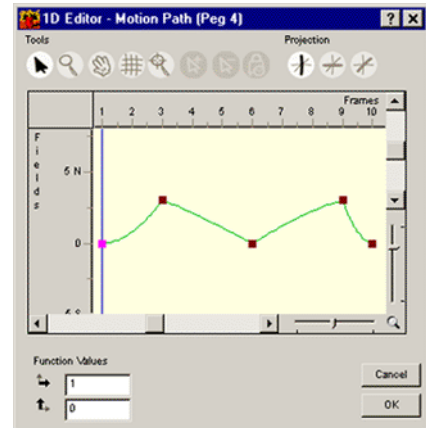 1D Editor - Motion Path (Peg 4)
Tools
Projection
Frames
1 2 3 4 5 6 7 8 9 10
Fields
5 N
0
Function Values
1
0
Cancel
OK